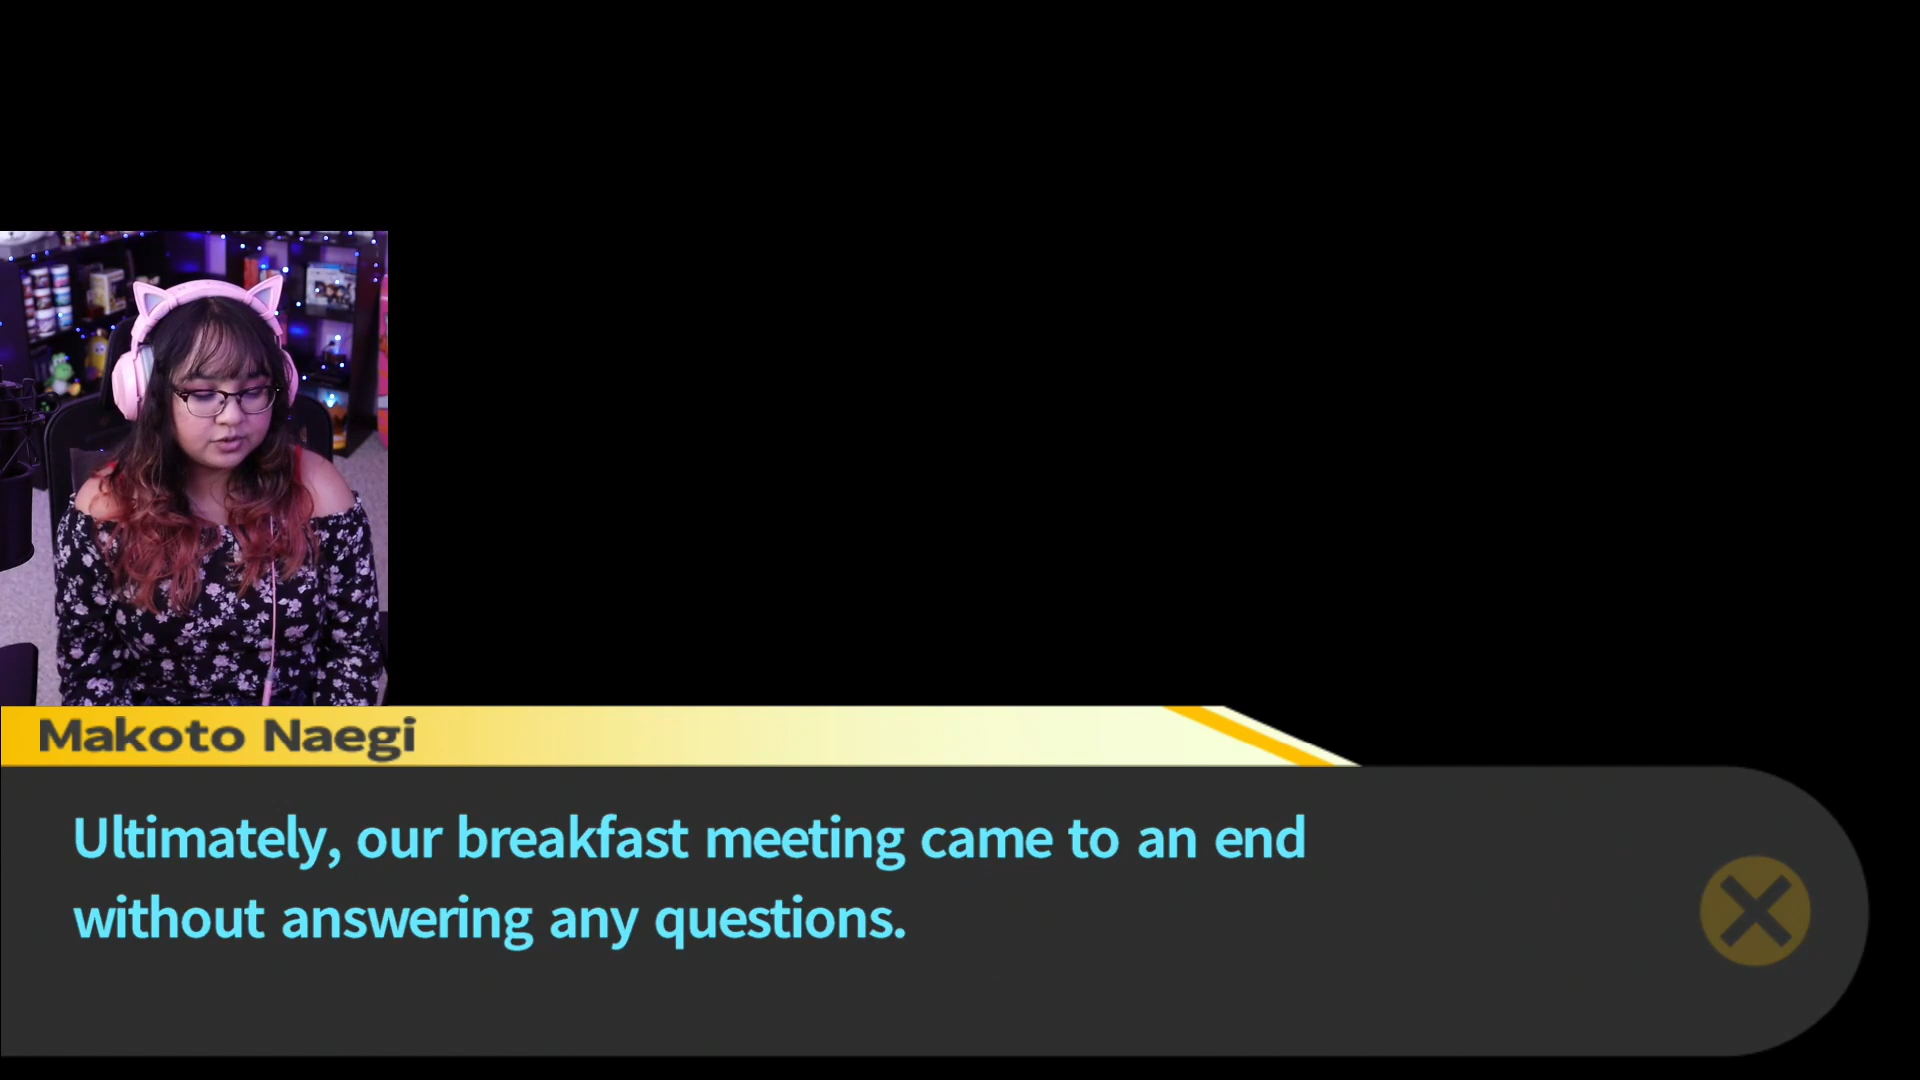 Makoto Naegi
Ultimately, our breakfast meeting came to an end
without answering any questions.